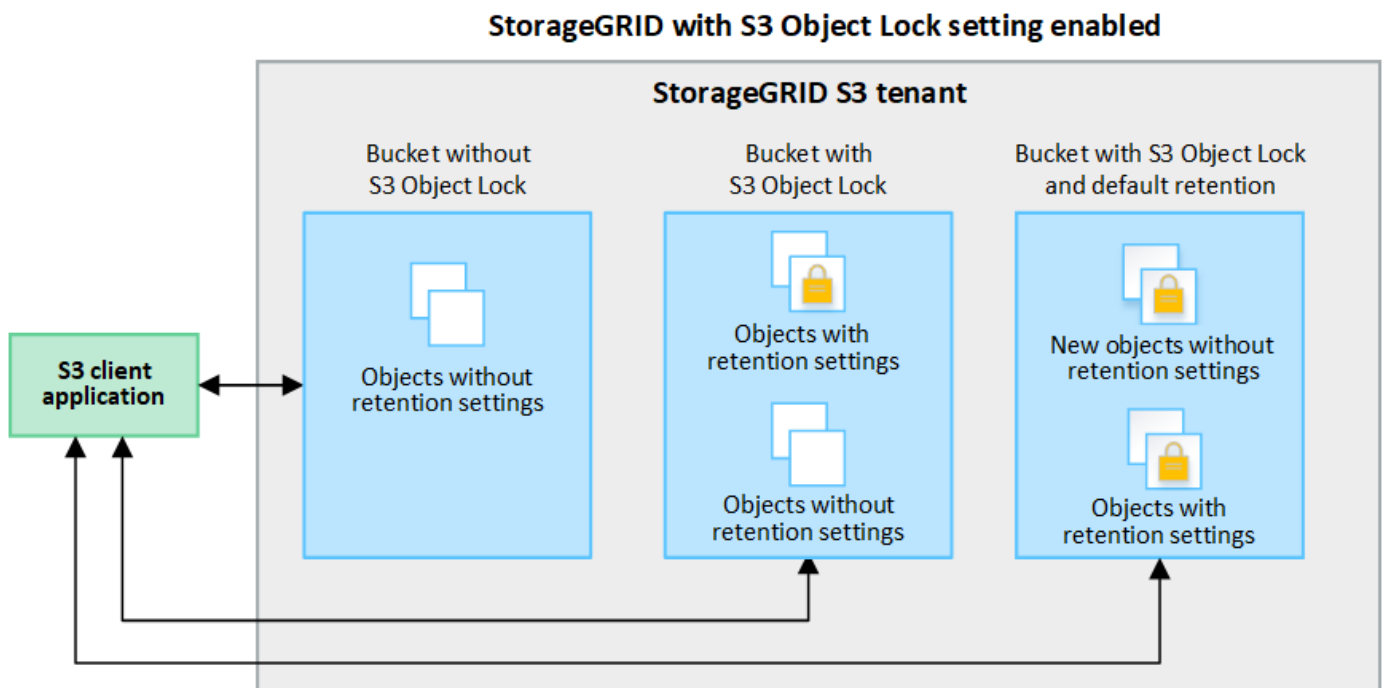 StorageGRID with S3 Object Lock setting enabled
StorageGRID S3 tenant
Bucket without
S3 Object Lock
Bucket with
S3 Object Lock
Bucket with S3 Object Lock
and default retention
S3 client
application
Objects without
retention settings
Objects with
retention settings
Objects without
retention settings
New objects without
retention settings
Objects with
retention settings